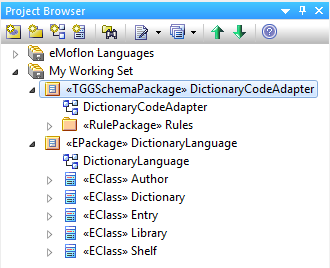 Project Browser
eMoflon Languages
My Working Set
«TGGSchemaPackage» DictionaryCodeAdapter
DictionaryCodeAdapter
«RulePackage» Rules
«EPackage» DictionaryLanguage
DictionaryLanguage
«EClass» Author
«EClass» Dictionary
«EClass» Entry
«EClass» Library
«EClass» Shelf